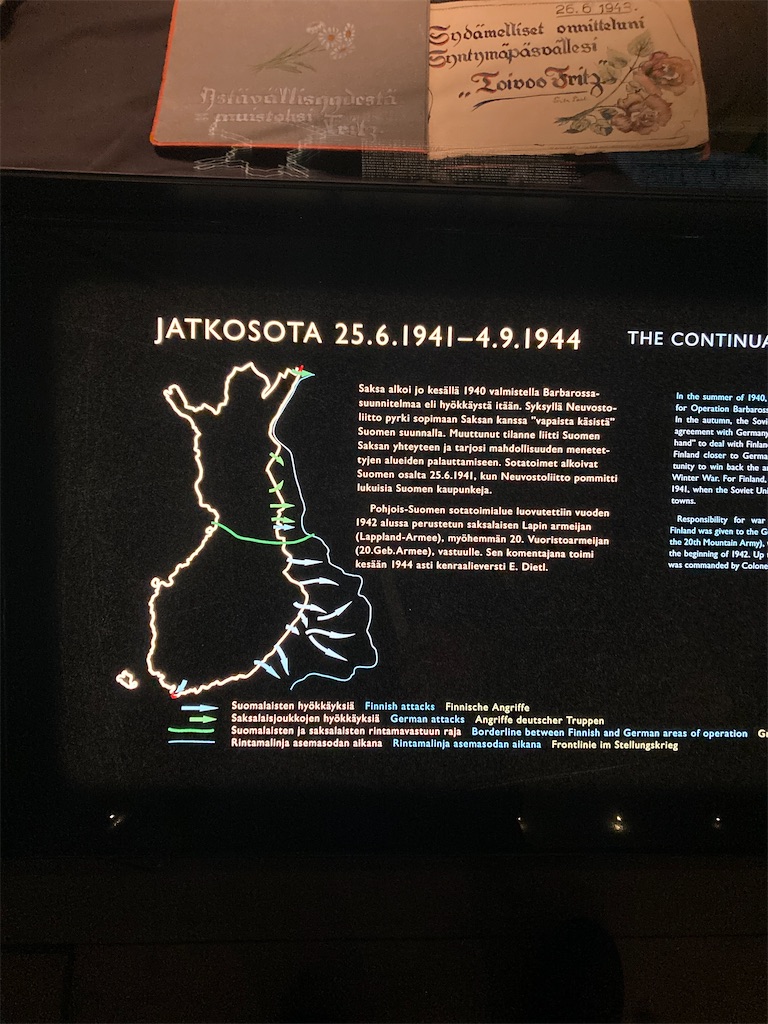 26.6.1943.
Sydämelliset onnitteluni
Syntymäpäsvällesi
„Toivoo Fritz”
Ystävällisyydestä
= muistoksi Fritz.
JATKOSOTA 25.6.1941–4.9.1944
Saksa alkoi jo kesällä 1940 valmistella Barbarossa-
suunnitelmaa eli hyökkäystä itään. Syksyllä Neuvosto-
liitto pyrki sopimaan Saksan kanssa "vapaista käsistä"
Suomen suunnalla. Muuttunut tilanne liitti Suomen
Saksan yhteyteen ja tarjosi mahdollisuuden menetet-
tyjen alueiden palauttamiseen. Sotatoimet alkoivat
Suomen osalta 25.6.1941, kun Neuvostoliitto pommitti
lukuisia Suomen kaupunkeja.
Pohjois-Suomen sotatoimialue luovutettiin vuoden
1942 alussa perustetun saksalaisen Lapin armeijan
(Lappland-Armee), myöhemmän 20. Vuoristoarmeijan
(20.Geb.Armee), vastuulle. Sen komentajana toimi
kesään 1944 asti kenraalieversti E. Dietl.
THE CONTINUA
In the summer of 1940,
for Operation Barbaross
In the autumn, the Sovi
agreement with Germany
hand" to deal with Finlan
Finland closer to Germa
tunity to win back the ar
Winter War. For Finland,
1941, when the Soviet Un
towns.
Responsibility for war
Finland was given to the Ge
the 20th Mountain Army),
the beginning of 1942. Up
was commanded by Colone
Suomalaisten hyökkäyksiä Finnish attacks Finnische Angriffe
Saksalaisjoukkojen hyökkäyksiä German attacks Angriffe deutscher Truppen
Suomalaisten ja saksalaisten rintamavastuun raja Borderline between Finnish and German areas of operation
Rintamalinja asemasodan aikana Rintamalinja asemasodan aikana Frontlinie im Stellungskrieg